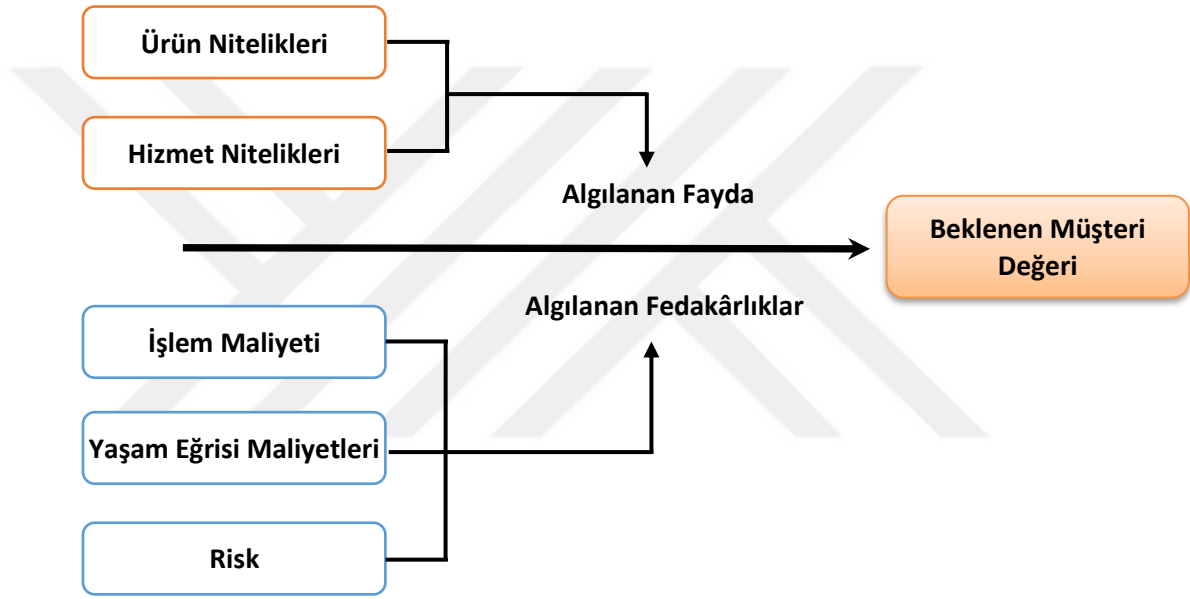 Ürün Nitelikleri
Hizmet Nitelikleri
Algılanan Fayda
Beklenen Müşteri
Değeri
Algılanan Fedakârlıklar
İşlem Maliyeti
Yaşam Eğrisi Maliyetleri
Risk